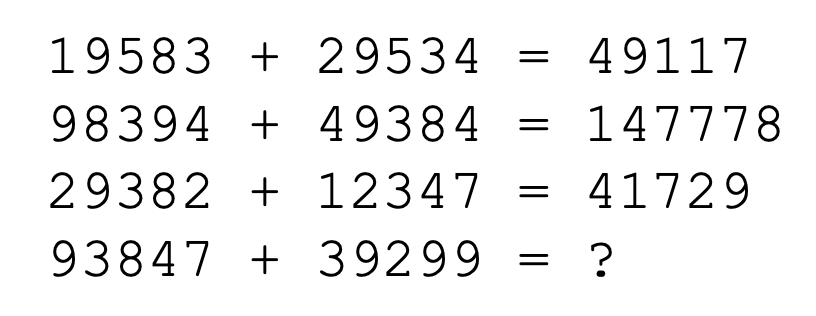 19583 + 29534 = 49117
98394 + 49384 = 147778
29382 + 12347 = 41729
93847 + 39299 = ?